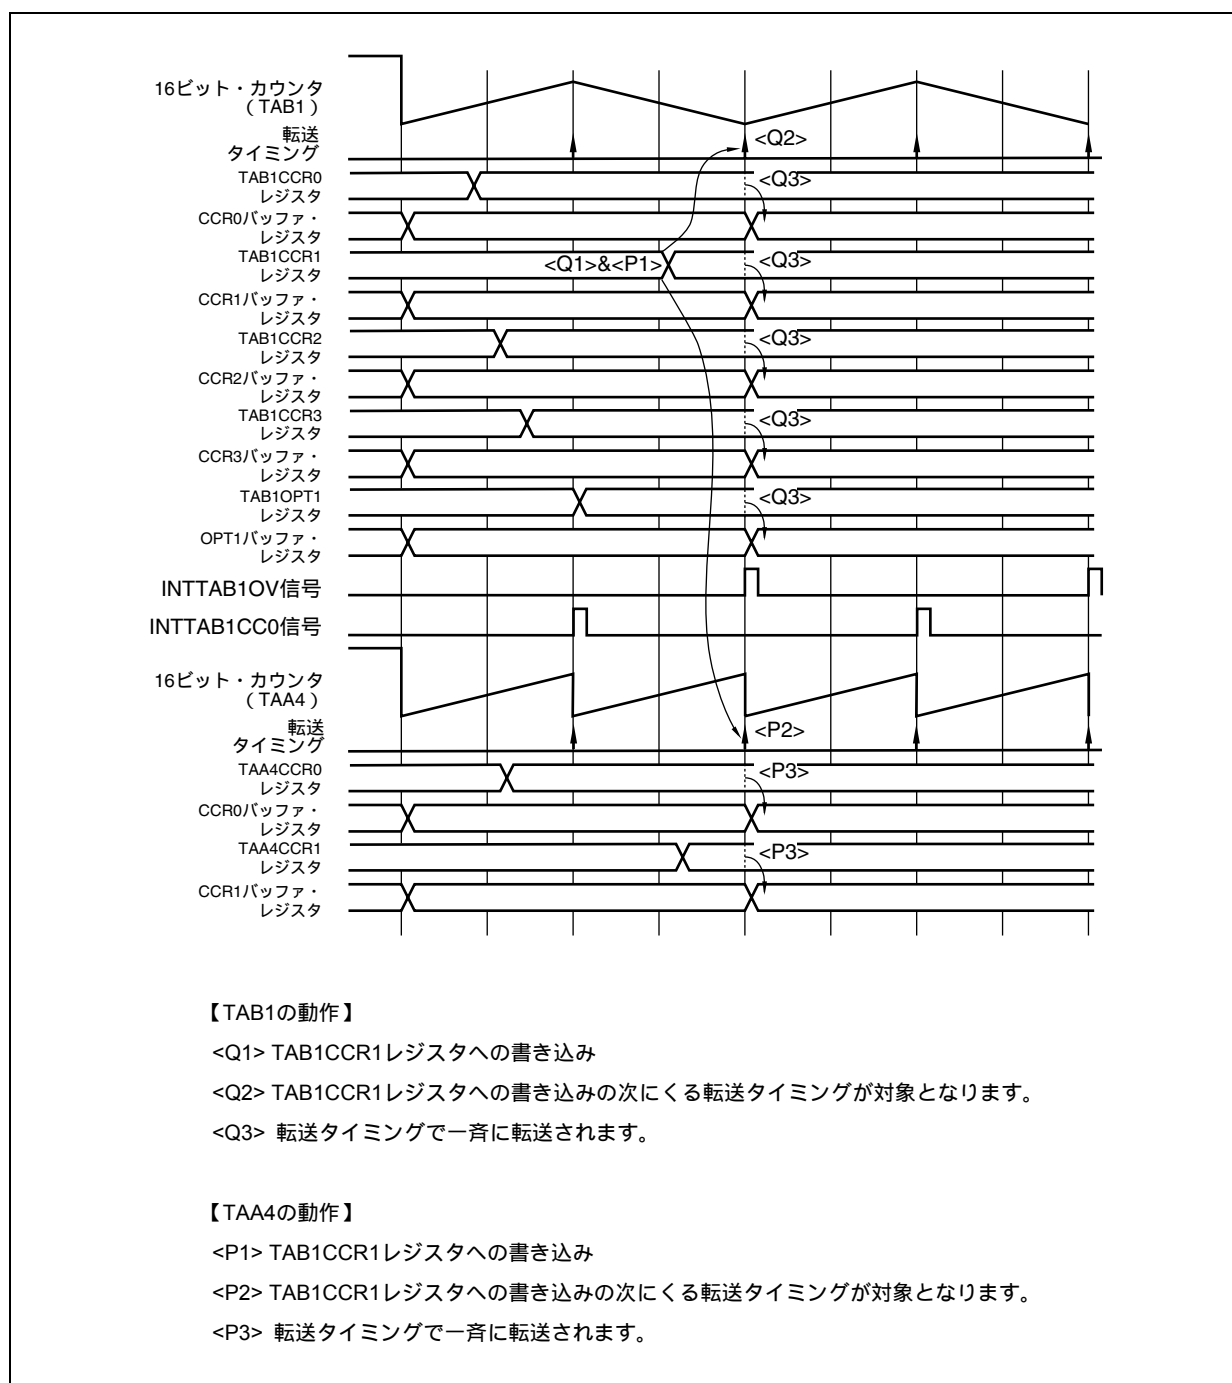 16ビット・カウンタ
（TAB1）
転送
タイミング
<Q2>
TAB1CCR0
レジスタ
<Q3>
CCR0バッファ・
レジスタ
TAB1CCR1
レジスタ
<Q1>&<P1>
<Q3>
CCR1バッファ・
レジスタ
TAB1CCR2
レジスタ
<Q3>
CCR2バッファ・
レジスタ
TAB1CCR3
レジスタ
<Q3>
CCR3バッファ・
レジスタ
TAB1OPT1
レジスタ
<Q3>
OPT1バッファ・
レジスタ
INTTAB1OV信号
INTTAB1CC0信号
16ビット・カウンタ
（TAA4）
転送
タイミング
<P2>
TAA4CCR0
レジスタ
<P3>
CCR0バッファ・
レジスタ
TAA4CCR1
レジスタ
<P3>
CCR1バッファ・
レジスタ
【TAB1の動作】
<Q1> TAB1CCR1レジスタへの書き込み
<Q2> TAB1CCR1レジスタへの書き込みの次にくる転送タイミングが対象となります。
<Q3> 転送タイミングで一斉に転送されます。
【TAA4の動作】
<P1> TAB1CCR1レジスタへの書き込み
<P2> TAB1CCR1レジスタへの書き込みの次にくる転送タイミングが対象となります。
<P3> 転送タイミングで一斉に転送されます。